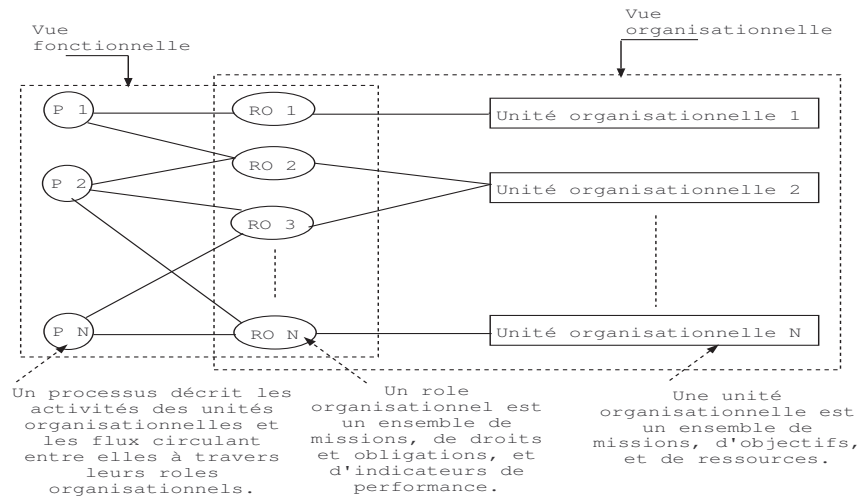 Vue
fonctionnelle
Vue
organisationnelle
P 1
RO 1
Unité organisationnelle 1
RO 2
P 2
Unité organisationnelle 2
RO 3
P N
RO N
Unité organisationnelle N
Un processus décrit les
activités des unités
organisationnelles et
les flux circulant
entre elles à travers
leurs roles
organisationnels.
Un role
organisationnel est
un ensemble de
missions, de droits
et obligations, et
d'indicateurs de
performance.
Une unité
organisationnelle est
un ensemble de
missions, d'objectifs,
et de ressources.